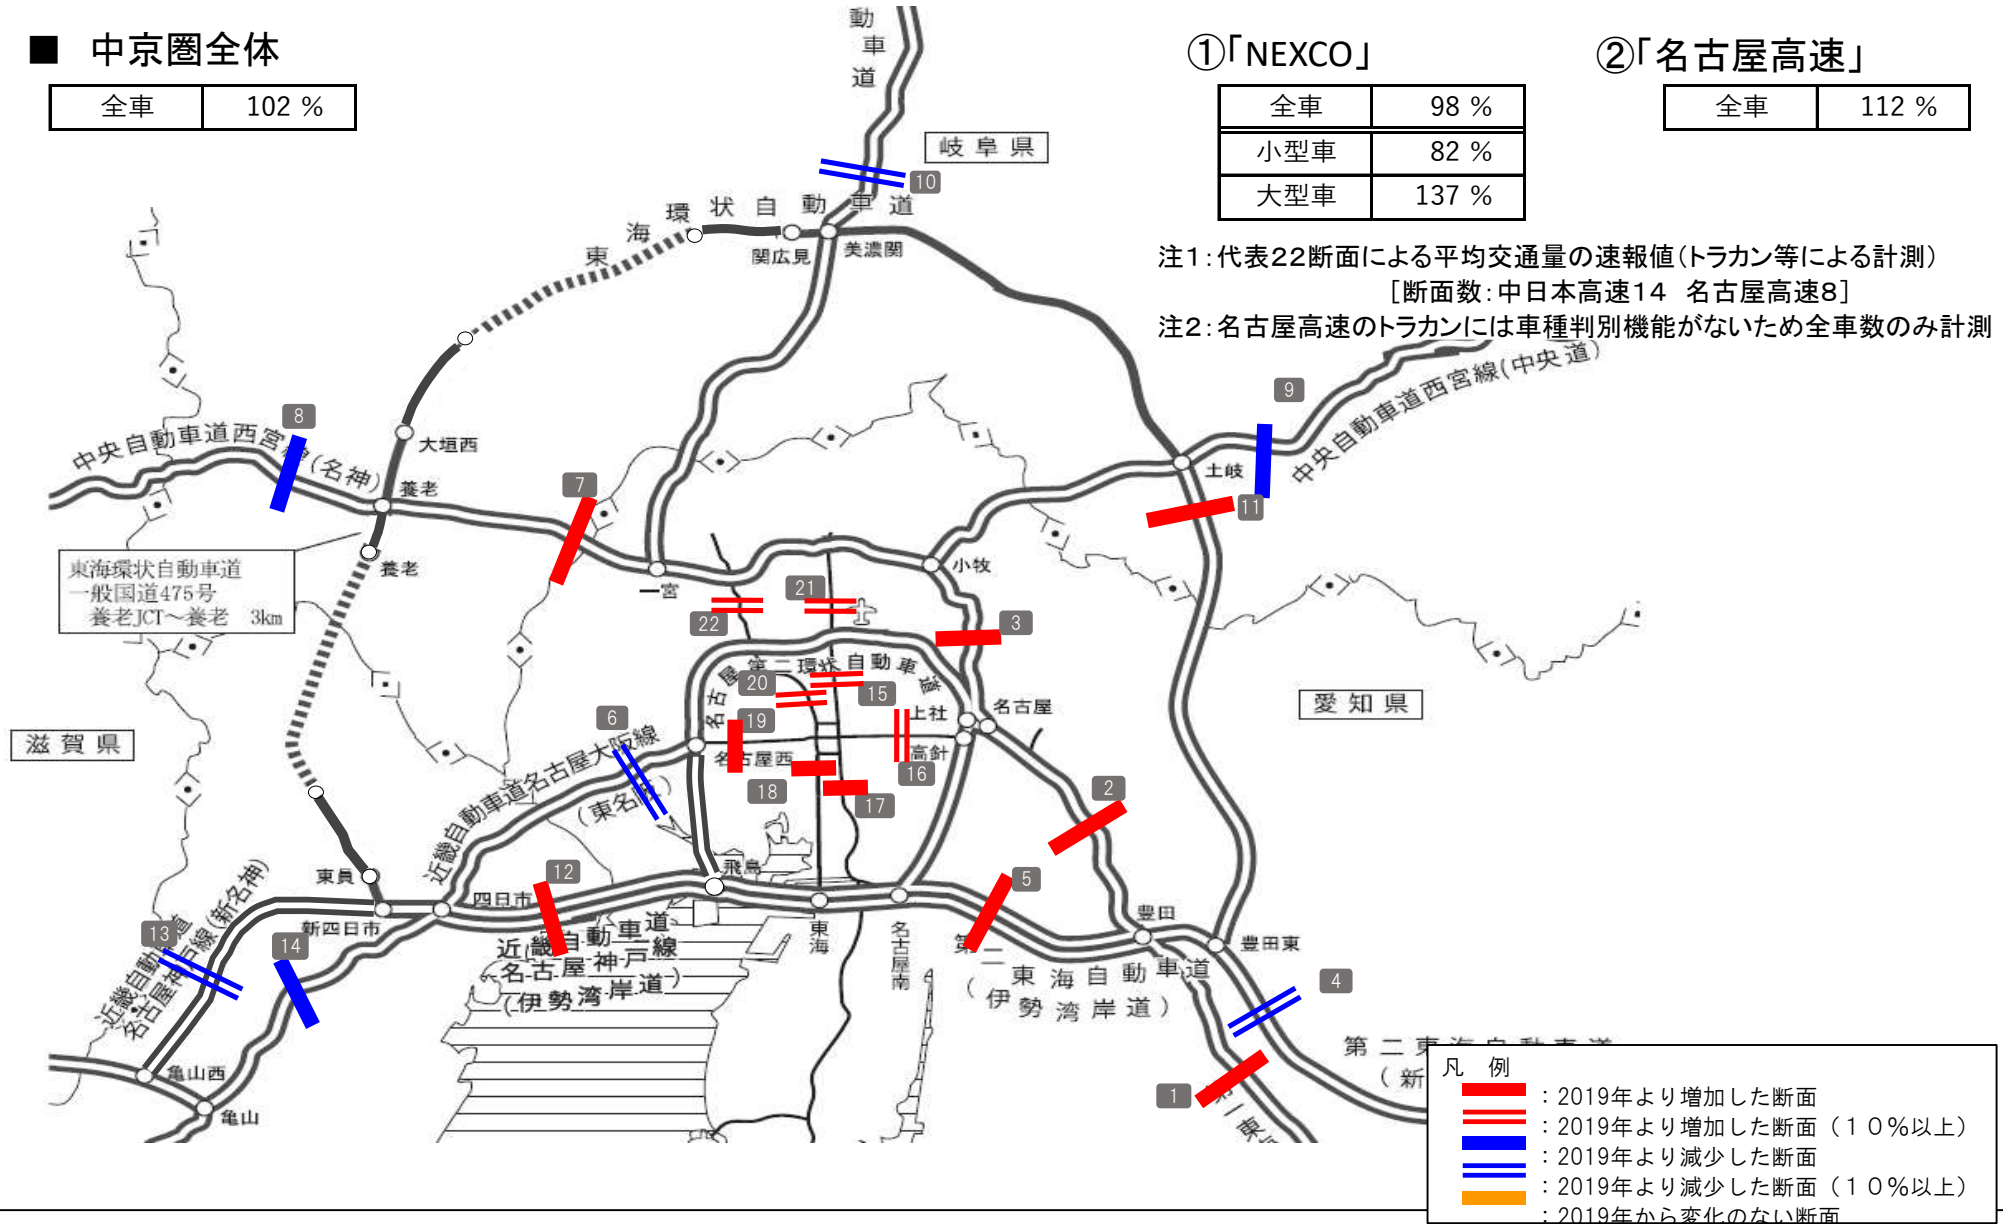 ■ 中京圏全体
全車 102 %
①「NEXCO」
全車 98 %
小型車 82 %
大型車 137 %
②「名古屋高速」
全車 112 %
注1：代表22断面による平均交通量の速報値（トラカン等による計測）
［断面数：中日本高速14 名古屋高速8］
注2：名古屋高速のトラカンには車種判別機能がないため全車数のみ計測
動車道
岐阜県
10
東海環状自動車道
関広見
美濃関
9
中央自動車道西宮線(中央道)
8
中央自動車道西宮線(名神)
大垣西
養老
7
土岐
11
養老
東海環状自動車道
一般国道475号
養老JCT～養老 3km
一宮
小牧
21
22
3
名古屋第二環状自動車道
20
15
上社
名古屋
愛知県
滋賀県
6
19
名古屋西
高針
16
近畿自動車道名古屋大阪線
(東名阪)
18
17
2
飛島
12
5
東員
四日市
新四日市
豊田
豊田東
東海
名古屋南
13
14
近畿自動車道
名古屋神戸線(新名神)
近畿自動車道
名古屋神戸線
(伊勢湾岸道)
第二東海自動車道
(伊勢湾岸道)
4
1
亀山西
亀山
第二東海自動車道
(新
第一東
凡 例
：2019年より増加した断面
：2019年より増加した断面（１０％以上）
：2019年より減少した断面
：2019年より減少した断面（１０％以上）
：2019年から変化のない断面